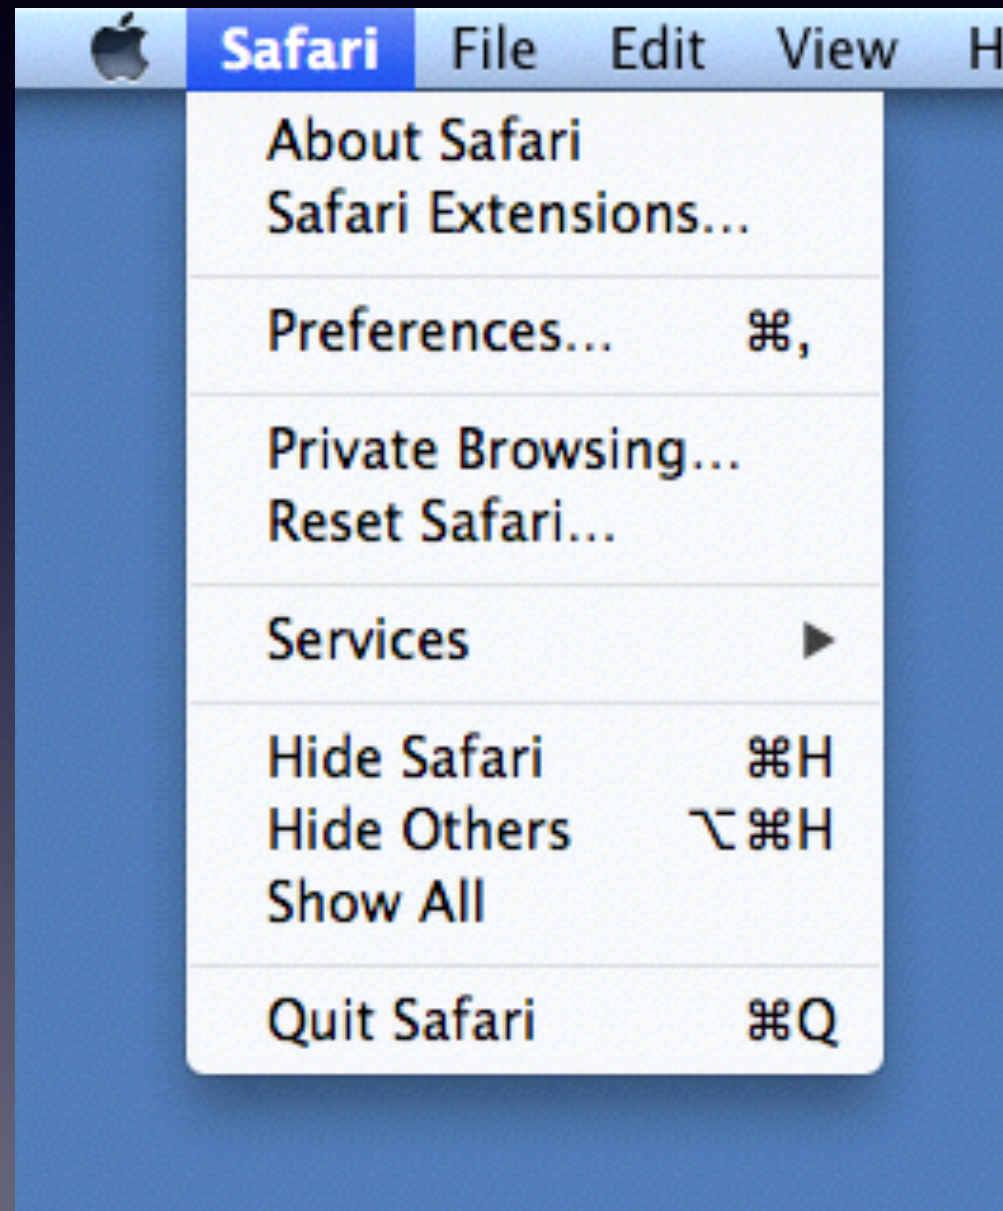 Safari File Edit View H
About Safari
Safari Extensions...
Preferences... ⌘,
Private Browsing...
Reset Safari...
Services ▶
Hide Safari ⌘H
Hide Others ⌥⌘H
Show All
Quit Safari ⌘Q